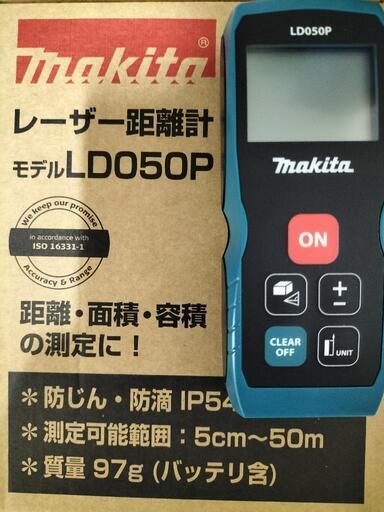 makita®
レーザー距離計
モデルLD050P
We keep our promise
in accordance with
ISO 16331-1
Accuracy & Range
距離・面積・容積
の測定に！
＊防じん・防滴 IP54
＊測定可能範囲：5cm～50m
＊質量 97g (バッテリ含)
LD050P
makita
ON
+
−
CLEAR
OFF
UNIT